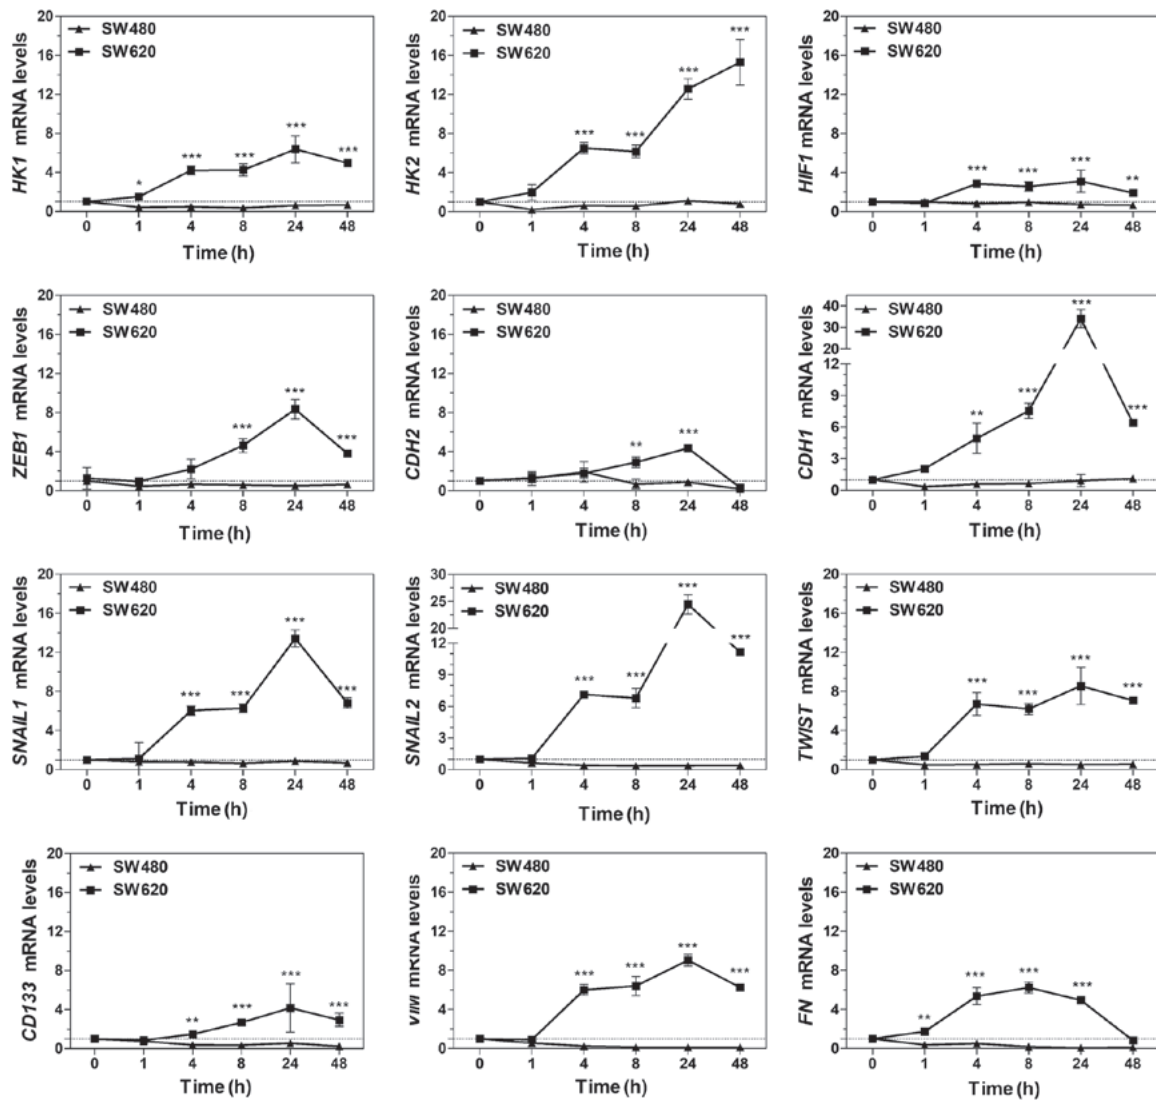 HK1 mRNA levels
20
16
12
8
4
0
SW480
SW620
*
***
***
***
***
0 1 4 8 24 48
Time (h)
HK2 mRNA levels
20
16
12
8
4
0
SW480
SW620
***
***
***
***
0 1 4 8 24 48
Time (h)
HIF1 mRNA levels
20
16
12
8
4
0
SW480
SW620
***
***
***
**
0 1 4 8 24 48
Time (h)
ZEB1 mRNA levels
20
16
12
8
4
0
SW480
SW620
***
***
***
0 1 4 8 24 48
Time (h)
CDH2 mRNA levels
20
16
12
8
4
0
SW480
SW620
**
***
0 1 4 8 24 48
Time (h)
CDH1 mRNA levels
40
30
20
12
9
6
3
0
SW480
SW620
**
***
***
***
0 1 4 8 24 48
Time (h)
SNAIL1 mRNA levels
20
16
12
8
4
0
SW480
SW620
***
***
***
***
0 1 4 8 24 48
Time (h)
SNAIL2 mRNA levels
30
25
20
12
9
6
3
0
SW480
SW620
***
***
***
***
0 1 4 8 24 48
Time (h)
TWIST mRNA levels
20
16
12
8
4
0
SW480
SW620
***
***
***
***
0 1 4 8 24 48
Time (h)
CD133 mRNA levels
20
16
12
8
4
0
SW480
SW620
**
***
***
***
0 1 4 8 24 48
Time (h)
VIM mRNA levels
20
16
12
8
4
0
SW480
SW620
***
***
***
***
0 1 4 8 24 48
Time (h)
FN mRNA levels
20
16
12
8
4
0
SW480
SW620
**
***
***
***
0 1 4 8 24 48
Time (h)